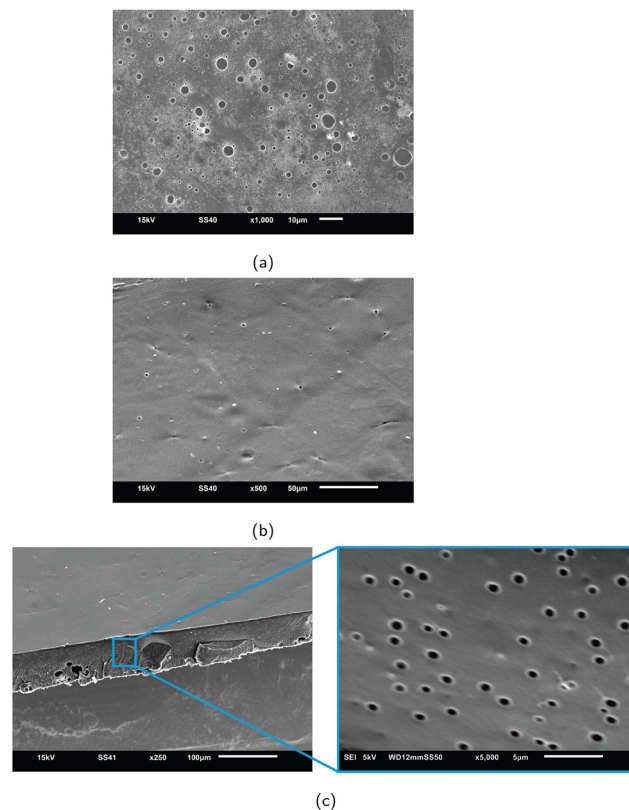 15kV SS40 x1,000 10µm
(a)
15kV SS40 x500 50µm
(b)
15kV SS41 x250 100µm
SEI 5kV WD12mmSS50 x5,000 5µm
(c)